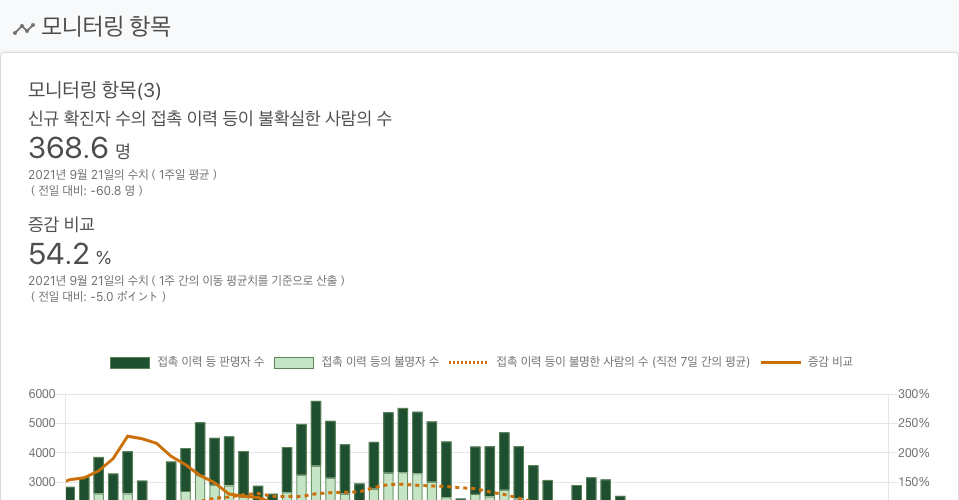 모니터링 항목
모니터링 항목(3)
신규 확진자 수의 접촉 이력 등이 불확실한 사람의 수
368.6 명
2021년 9월 21일의 수치 ( 1주일 평균 )
( 전일 대비: -60.8 명 )
증감 비교
54.2 %
2021년 9월 21일의 수치 ( 1주 간의 이동 평균치를 기준으로 산출 )
( 전일 대비: -5.0 ポイント )
접촉 이력 등 판명자 수 접촉 이력 등의 불명자 수 접촉 이력 등이 불명한 사람의 수 (직전 7일 간의 평균) 증감 비교
6000 300%
5000 250%
4000 200%
3000 150%